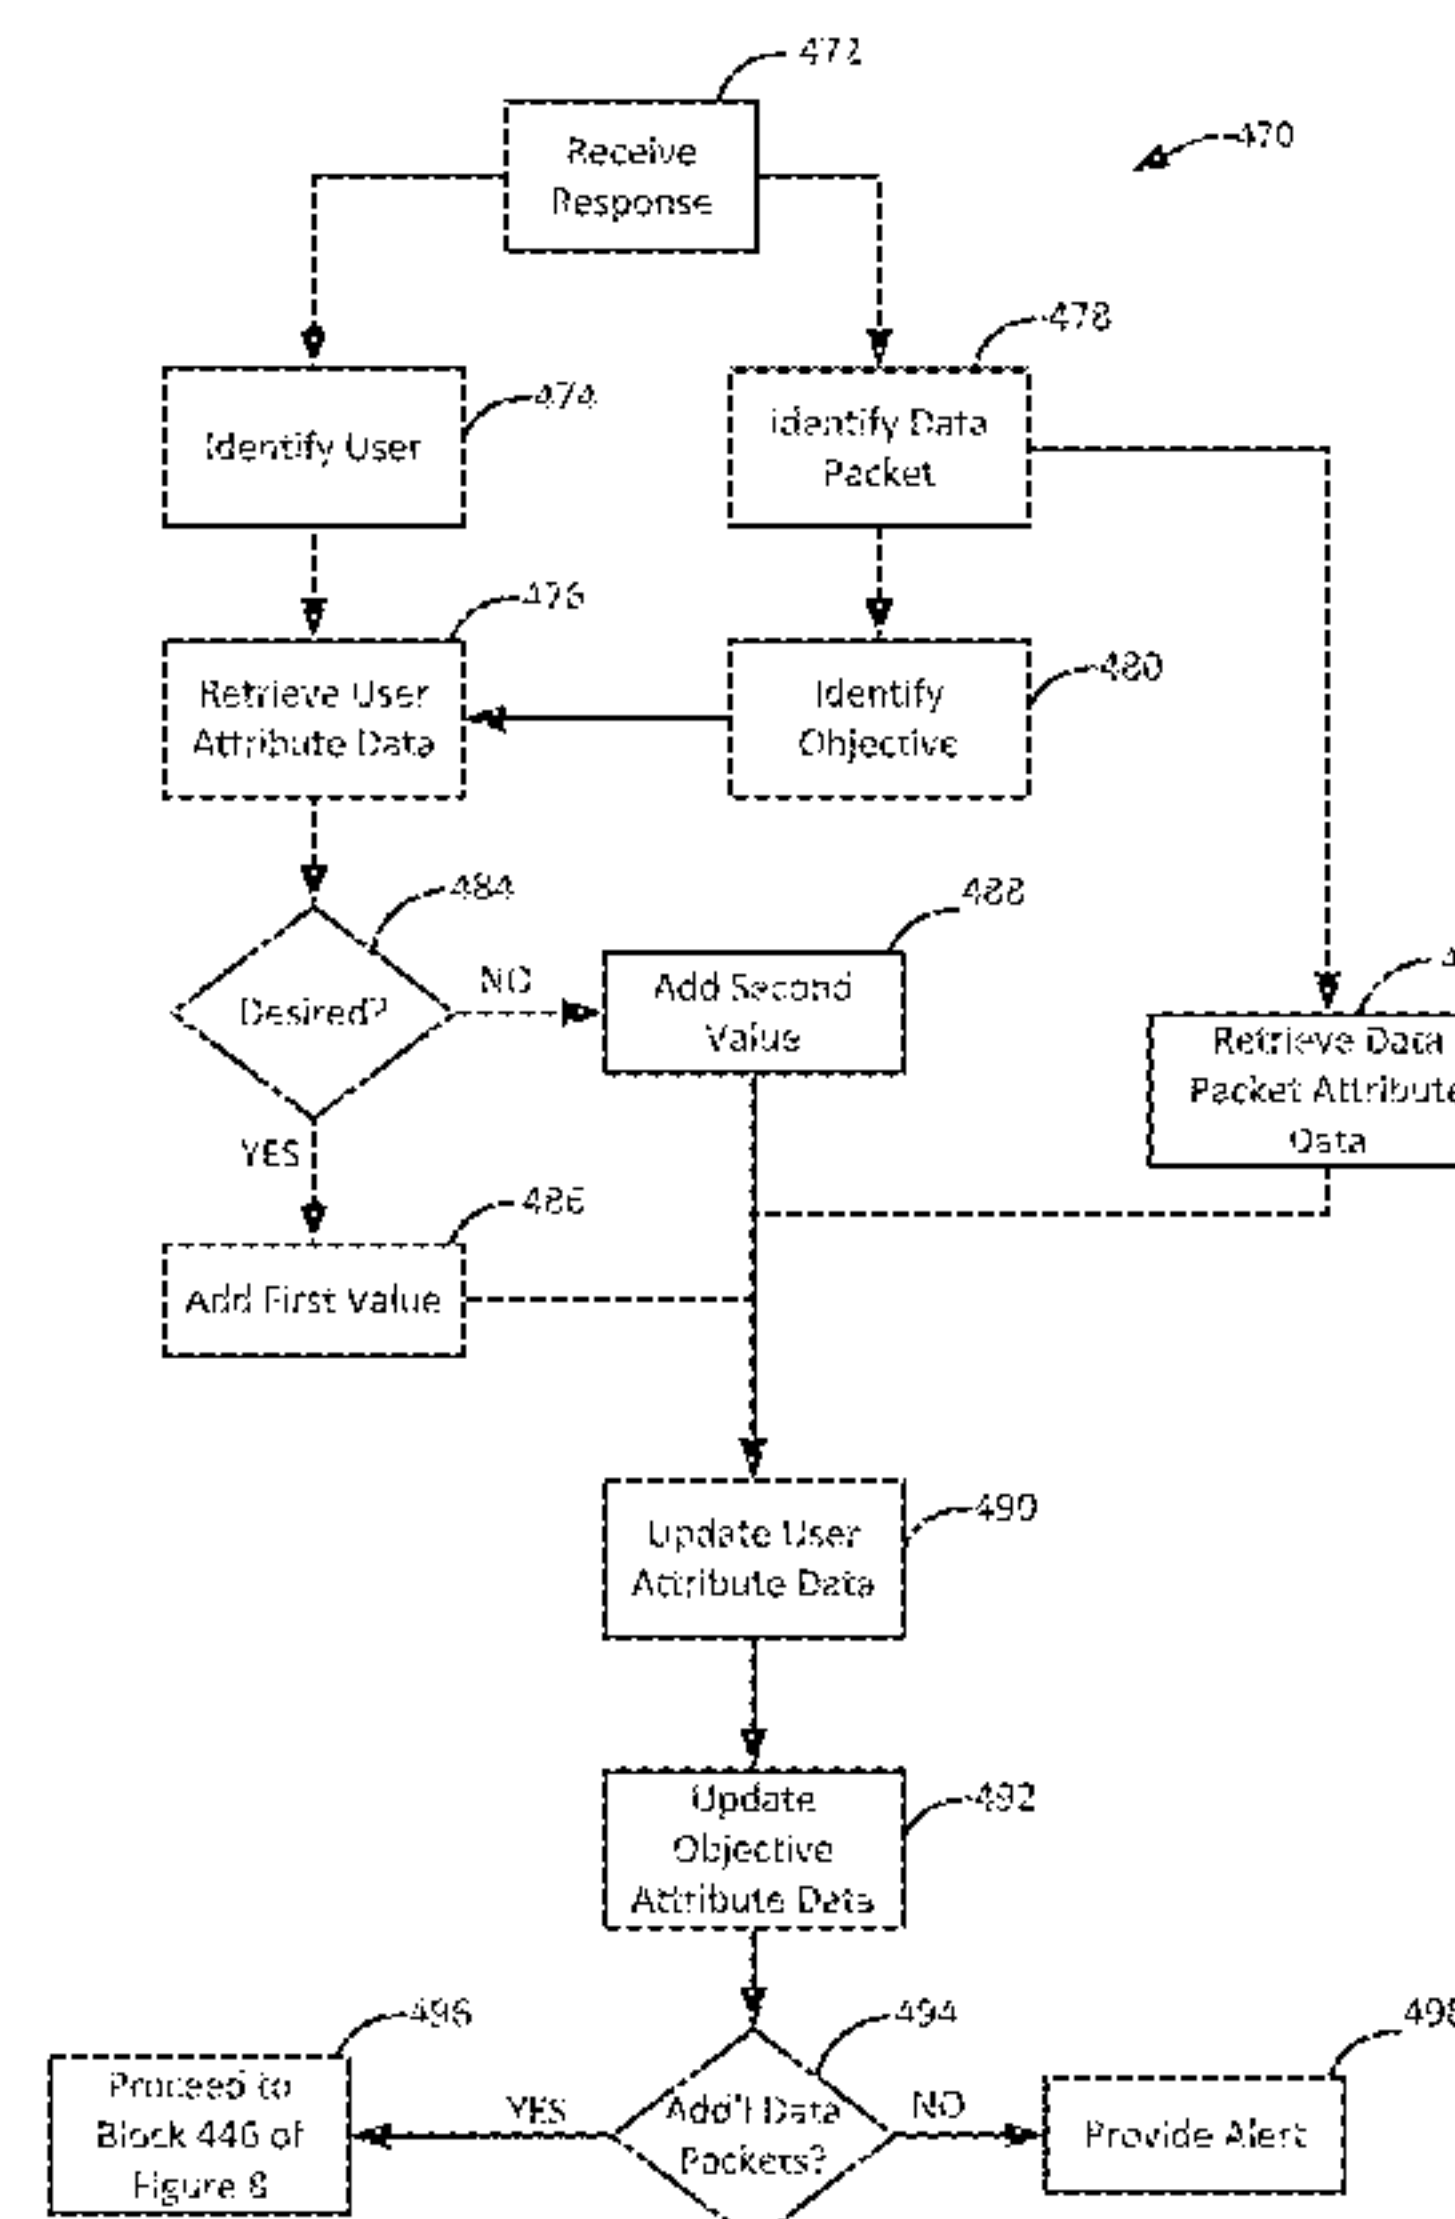 472
470
Receive
Response
478
474
Identify User
Identify Data
Packet
476
480
Retrieve User
Attribute Data
Identify
Objective
484
488
Desired?
NO
Add Second
Value
Retrieve Data
Packet Attribute
Data
YES
486
Add First Value
490
Update User
Attribute Data
492
Update
Objective
Attribute Data
496
494
498
Proceed to
Block 446 of
Figure 8
YES
Add'l Data
Packets?
NO
Provide Alert